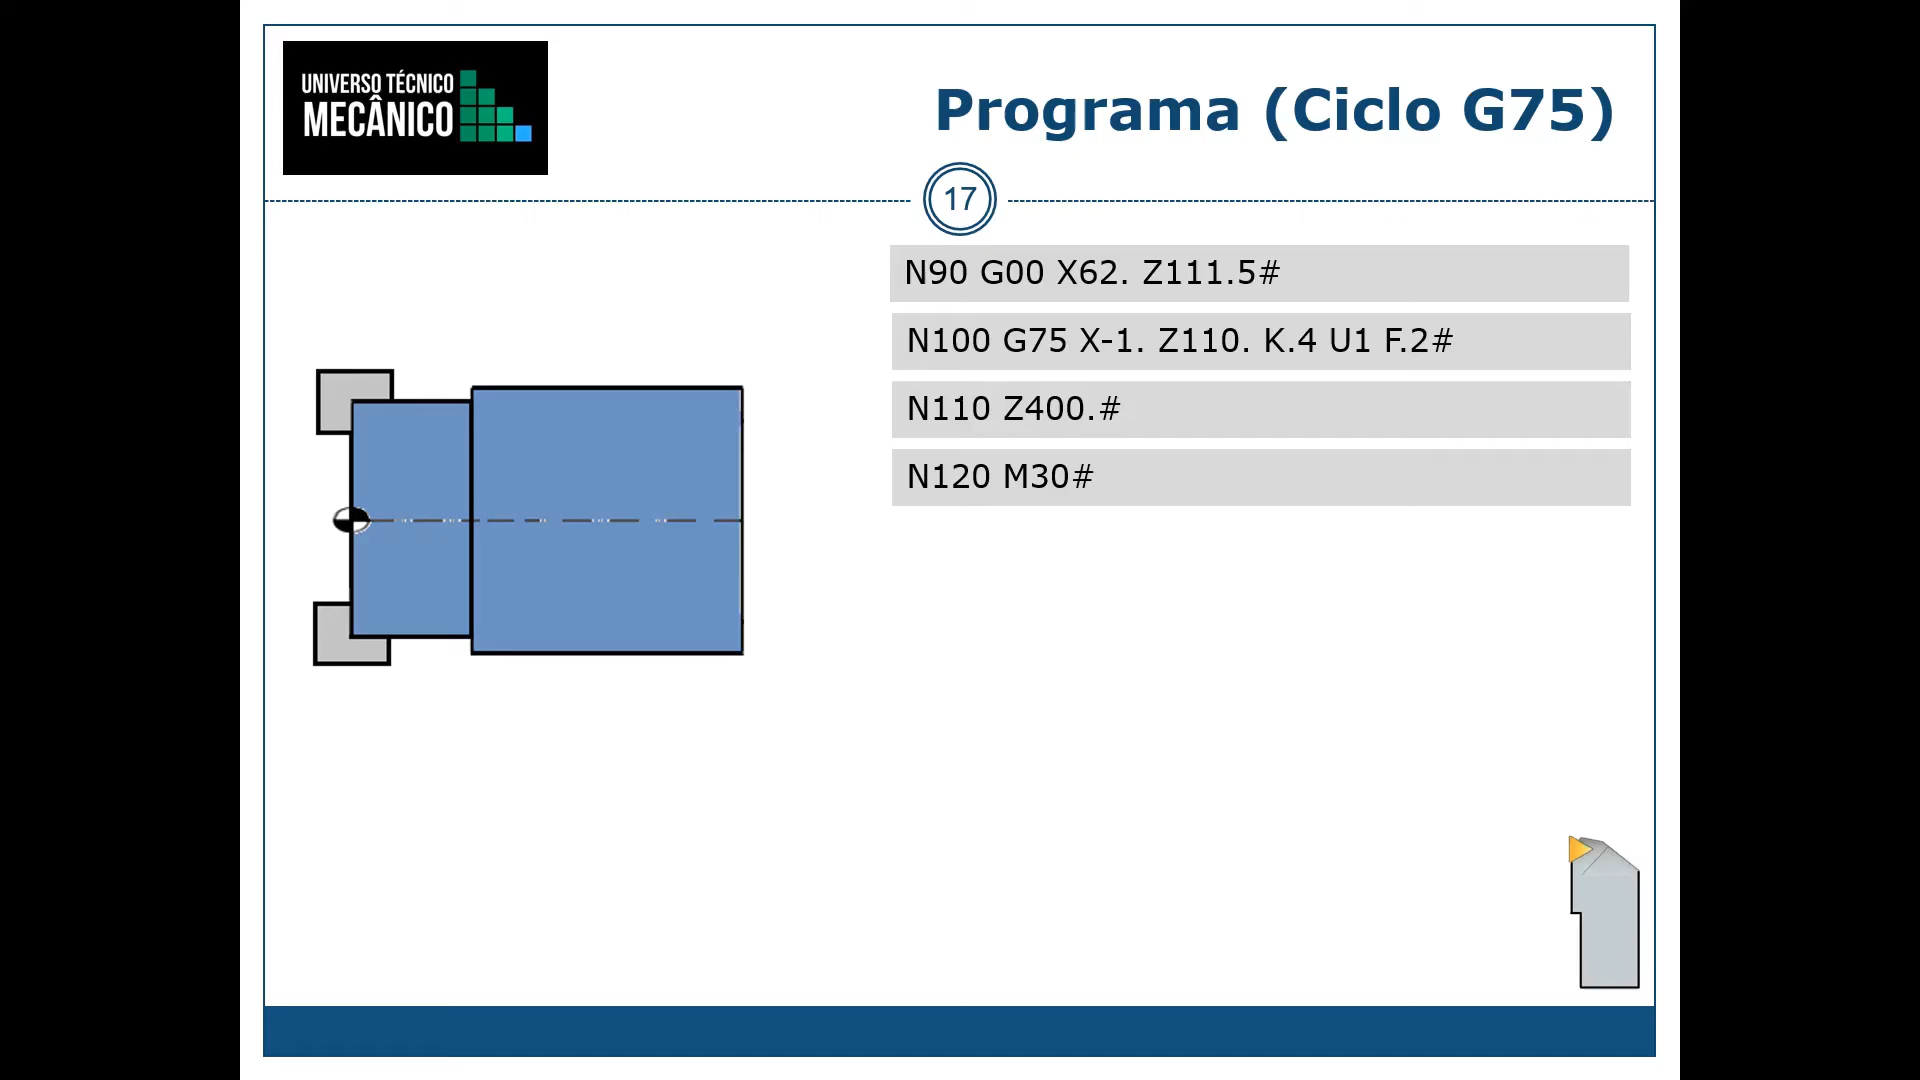 UNIVERSO TÉCNICO
MECÂNICO
Programa (Ciclo G75)
17
N90 G00 X62. Z111.5#
N100 G75 X-1. Z110. K.4 U1 F.2#
N110 Z400.#
N120 M30#